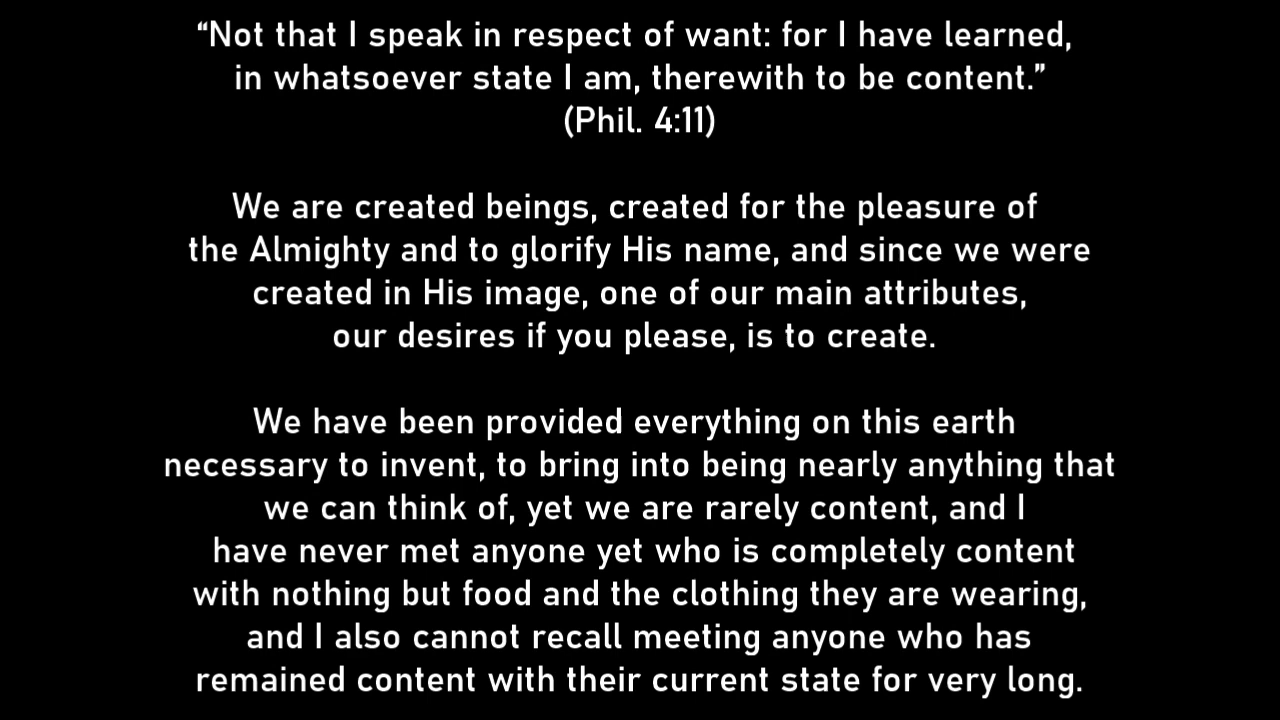 “Not that I speak in respect of want: for I have learned,
in whatsoever state I am, therewith to be content.”
(Phil. 4:11)
We are created beings, created for the pleasure of
the Almighty and to glorify His name, and since we were
created in His image, one of our main attributes,
our desires if you please, is to create.
We have been provided everything on this earth
necessary to invent, to bring into being nearly anything that
we can think of, yet we are rarely content, and I
have never met anyone yet who is completely content
with nothing but food and the clothing they are wearing,
and I also cannot recall meeting anyone who has
remained content with their current state for very long.